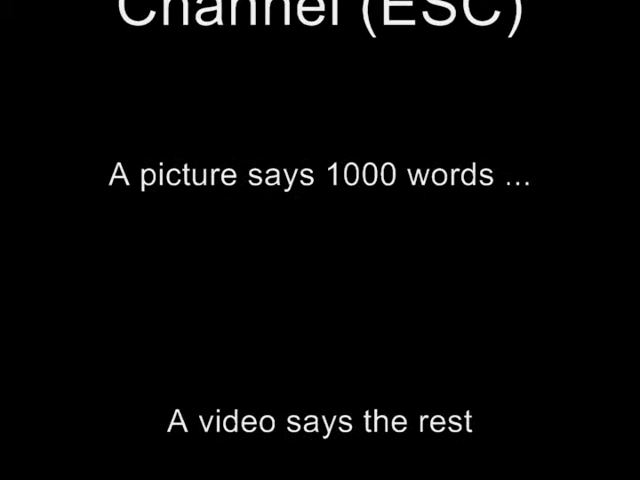 Channel (ESC)
A picture says 1000 words ...
A video says the rest